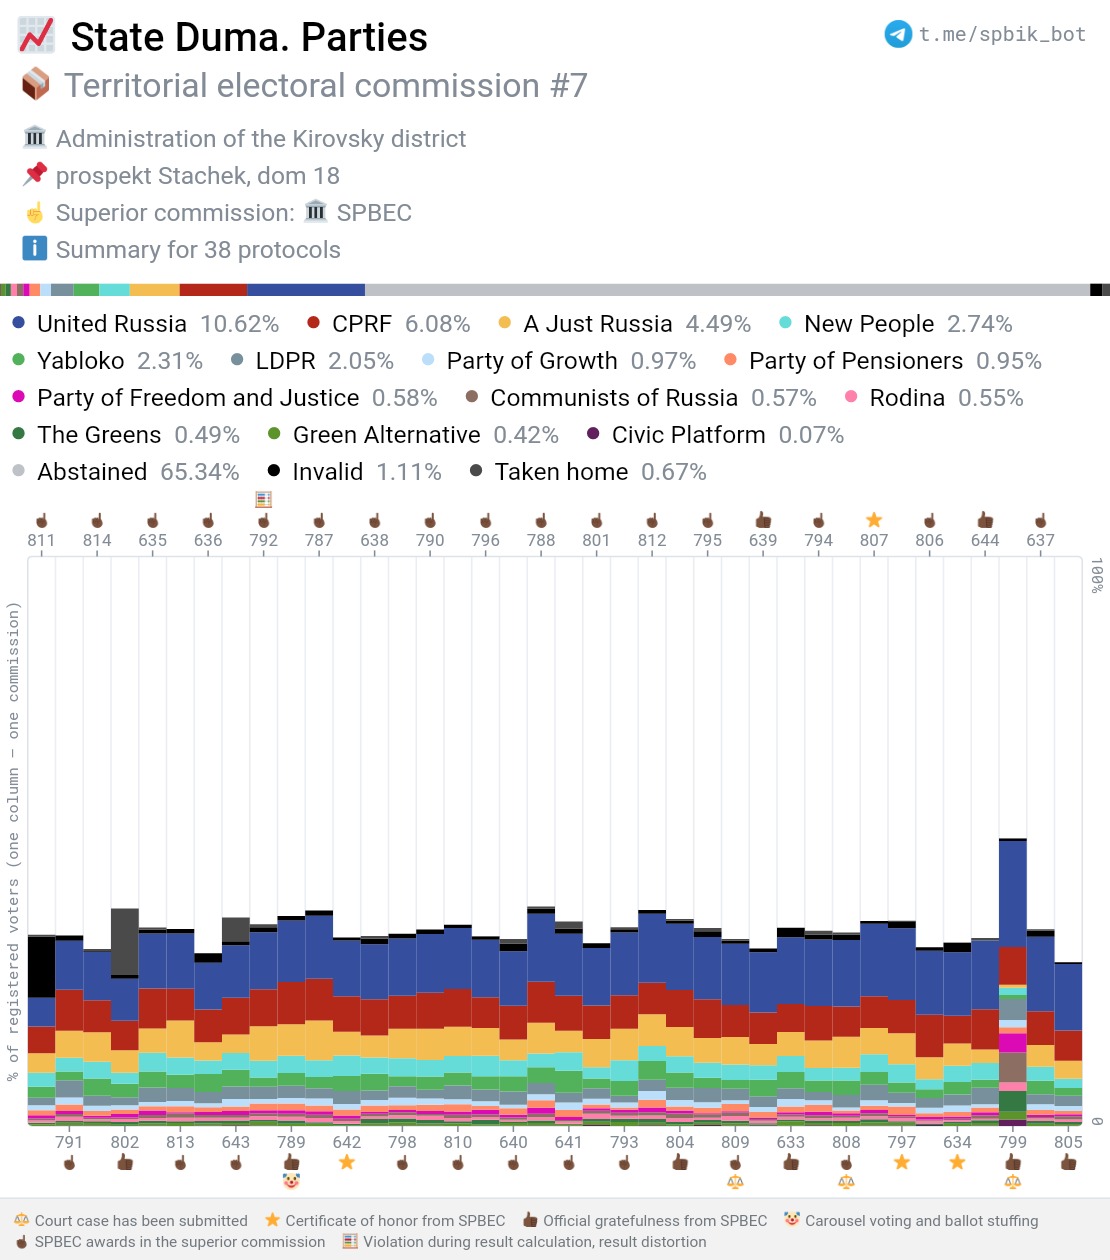 State Duma. Parties
t.me/spbik_bot
Territorial electoral commission #7
Administration of the Kirovsky district
prospekt Stachek, dom 18
Superior commission: SPBEC
Summary for 38 protocols
United Russia 10.62% CPRF 6.08% A Just Russia 4.49% New People 2.74%
Yabloko 2.31% LDPR 2.05% Party of Growth 0.97% Party of Pensioners 0.95%
Party of Freedom and Justice 0.58% Communists of Russia 0.57% Rodina 0.55%
The Greens 0.49% Green Alternative 0.42% Civic Platform 0.07%
Abstained 65.34% Invalid 1.11% Taken home 0.67%
811 814 635 636 792 787 638 790 796 788 801 812 795 639 794 807 806 644 637
100%
% of registered voters (one column – one commission)
0
791 802 813 643 789 642 798 810 640 641 793 804 809 633 808 797 634 799 805
Court case has been submitted Certificate of honor from SPBEC Official gratefulness from SPBEC Carousel voting and ballot stuffing
SPBEC awards in the superior commission Violation during result calculation, result distortion